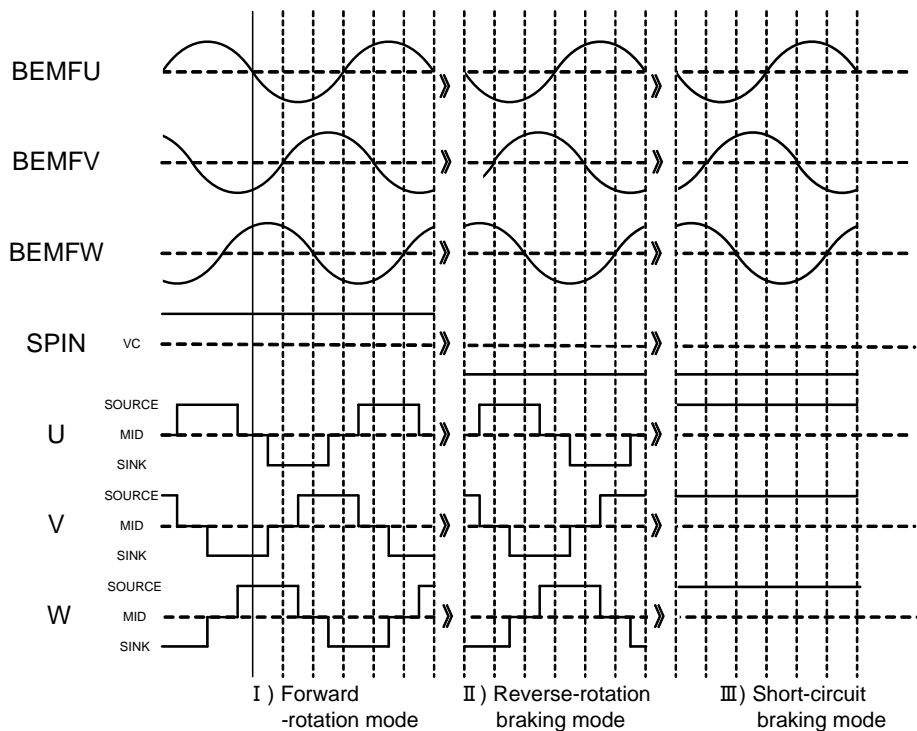 BEMFU
BEMFV
BEMFW
SPIN VC
SOURCE
U MID
SINK
SOURCE
V MID
SINK
SOURCE
W MID
SINK
Ⅰ) Forward
-rotation mode
Ⅱ) Reverse-rotation
braking mode
Ⅲ) Short-circuit
braking mode